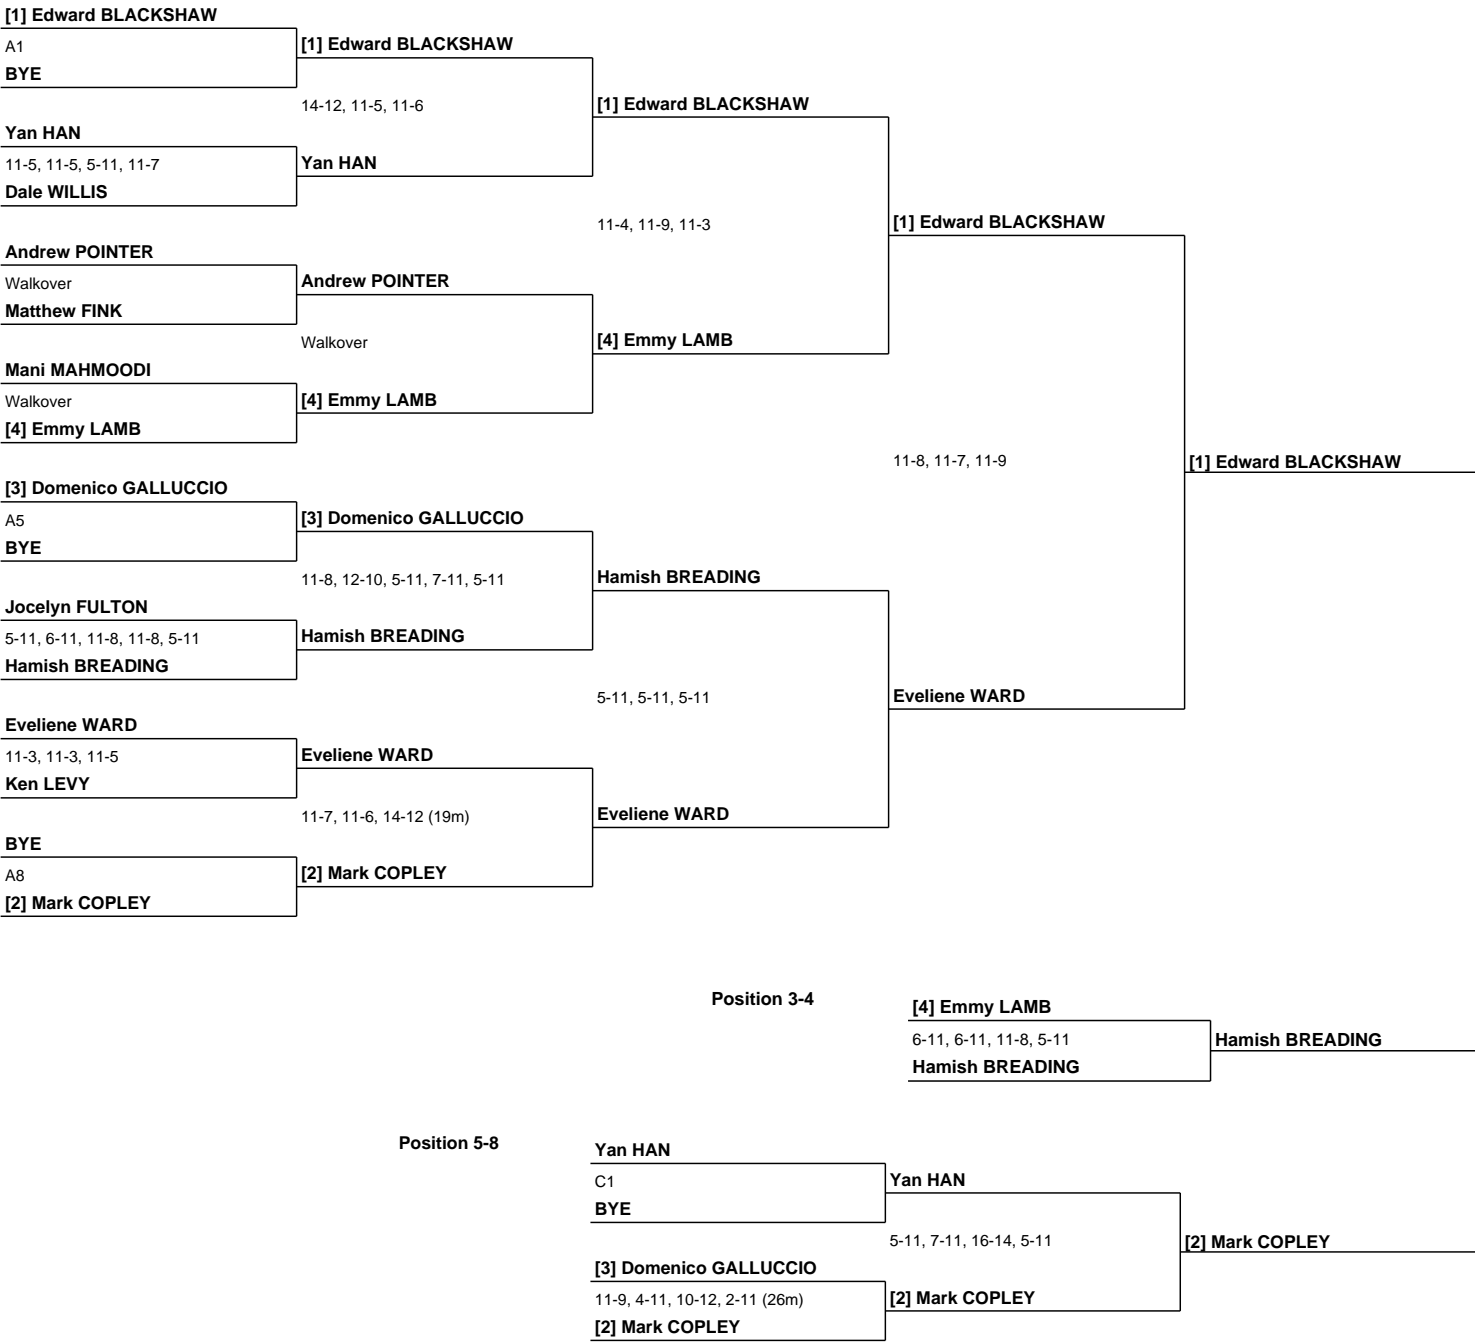 [1] Edward BLACKSHAW
A1
BYE
[1] Edward BLACKSHAW
14-12, 11-5, 11-6
Yan HAN
11-5, 11-5, 5-11, 11-7
Dale WILLIS
Yan HAN
[1] Edward BLACKSHAW
11-4, 11-9, 11-3
Andrew POINTER
Walkover
Matthew FINK
Andrew POINTER
Walkover
Mani MAHMOODI
Walkover
[4] Emmy LAMB
[4] Emmy LAMB
[4] Emmy LAMB
[1] Edward BLACKSHAW
11-8, 11-7, 11-9
[1] Edward BLACKSHAW
[3] Domenico GALLUCCIO
A5
BYE
[3] Domenico GALLUCCIO
11-8, 12-10, 5-11, 7-11, 5-11
Jocelyn FULTON
5-11, 6-11, 11-8, 11-8, 5-11
Hamish BREADING
Hamish BREADING
Hamish BREADING
5-11, 5-11, 5-11
Eveliene WARD
Eveliene WARD
11-3, 11-3, 11-5
Ken LEVY
Eveliene WARD
11-7, 11-6, 14-12 (19m)
Eveliene WARD
BYE
A8
[2] Mark COPLEY
[2] Mark COPLEY
Position 3-4
[4] Emmy LAMB
6-11, 6-11, 11-8, 5-11
Hamish BREADING
Hamish BREADING
Position 5-8
Yan HAN
C1
BYE
Yan HAN
5-11, 7-11, 16-14, 5-11
[2] Mark COPLEY
[3] Domenico GALLUCCIO
11-9, 4-11, 10-12, 2-11 (26m)
[2] Mark COPLEY
[2] Mark COPLEY